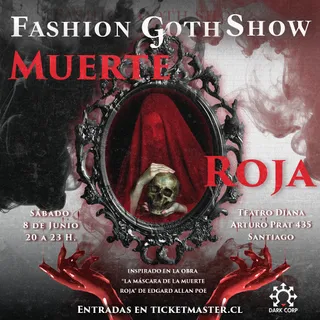 FASHION GOTH SHOW
MUERTE
ROJA
SÁBADO
8 DE JUNIO
20 A 23 H.
TEATRO DIANA
ARTURO PRAT 435
SANTIAGO
INSPIRADO EN LA OBRA
"LA MÁSCARA DE LA MUERTE
ROJA" DE EDGARD ALLAN POE
ENTRADAS EN TICKETMASTER.CL
DARK CORP